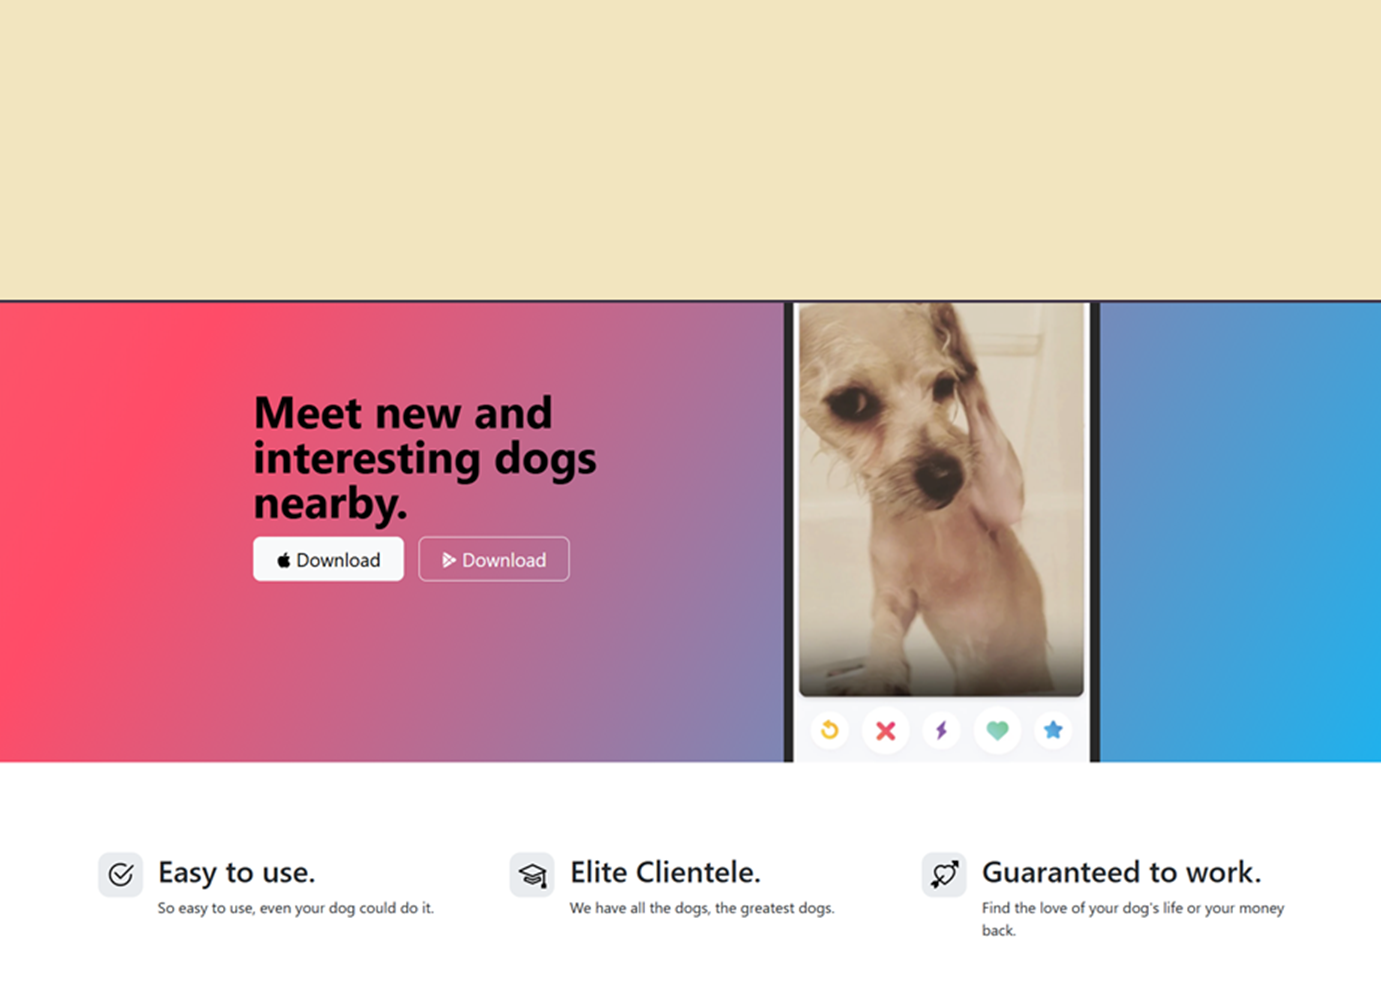 Meet new and
interesting dogs
nearby.
Download
Download
Easy to use.
So easy to use, even your dog could do it.
Elite Clientele.
We have all the dogs, the greatest dogs.
Guaranteed to work.
Find the love of your dog's life or your money
back.